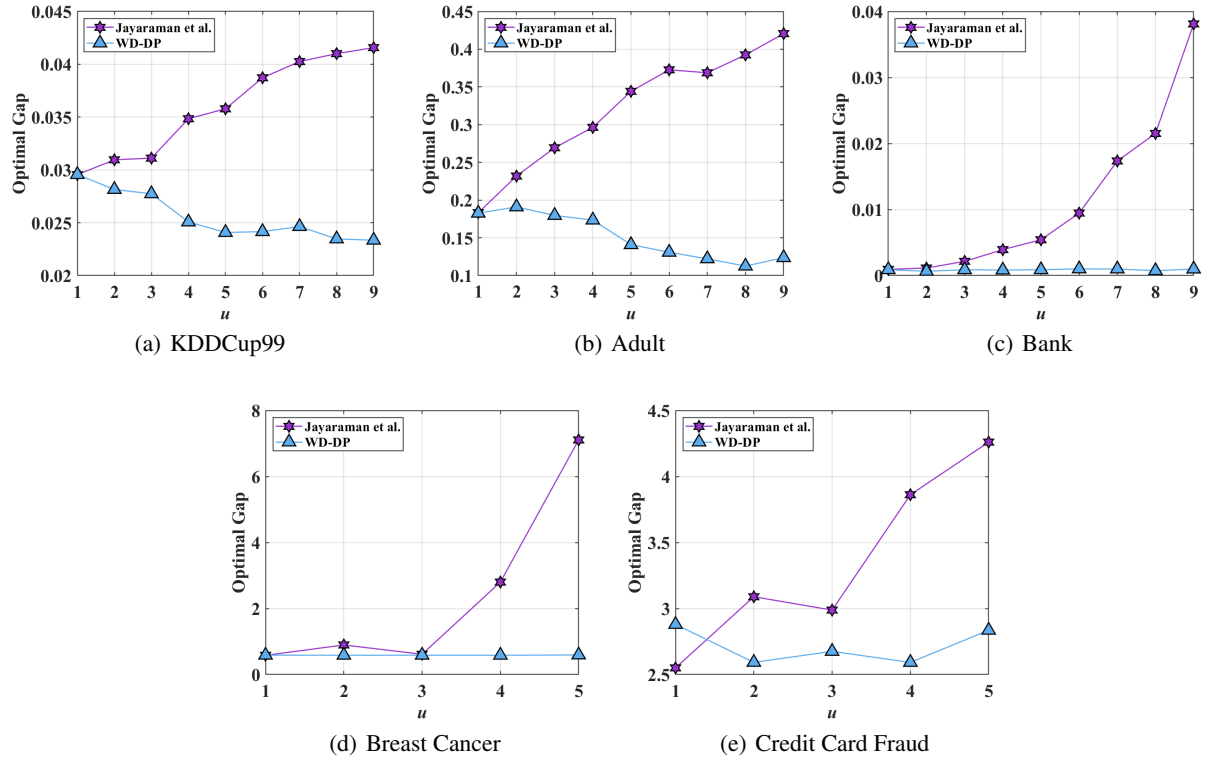 Jayaraman et al.
WD-DP
Optimal Gap
0.045
0.04
0.035
0.03
0.025
0.02
1 2 3 4 5 6 7 8 9
u
(a) KDDCup99
Jayaraman et al.
WD-DP
Optimal Gap
0.45
0.4
0.35
0.3
0.25
0.2
0.15
0.1
1 2 3 4 5 6 7 8 9
u
(b) Adult
Jayaraman et al.
WD-DP
Optimal Gap
0.04
0.03
0.02
0.01
0
1 2 3 4 5 6 7 8 9
u
(c) Bank
Jayaraman et al.
WD-DP
Optimal Gap
8
6
4
2
0
1 2 3 4 5
u
(d) Breast Cancer
Jayaraman et al.
WD-DP
Optimal Gap
4.5
4
3.5
3
2.5
1 2 3 4 5
u
(e) Credit Card Fraud